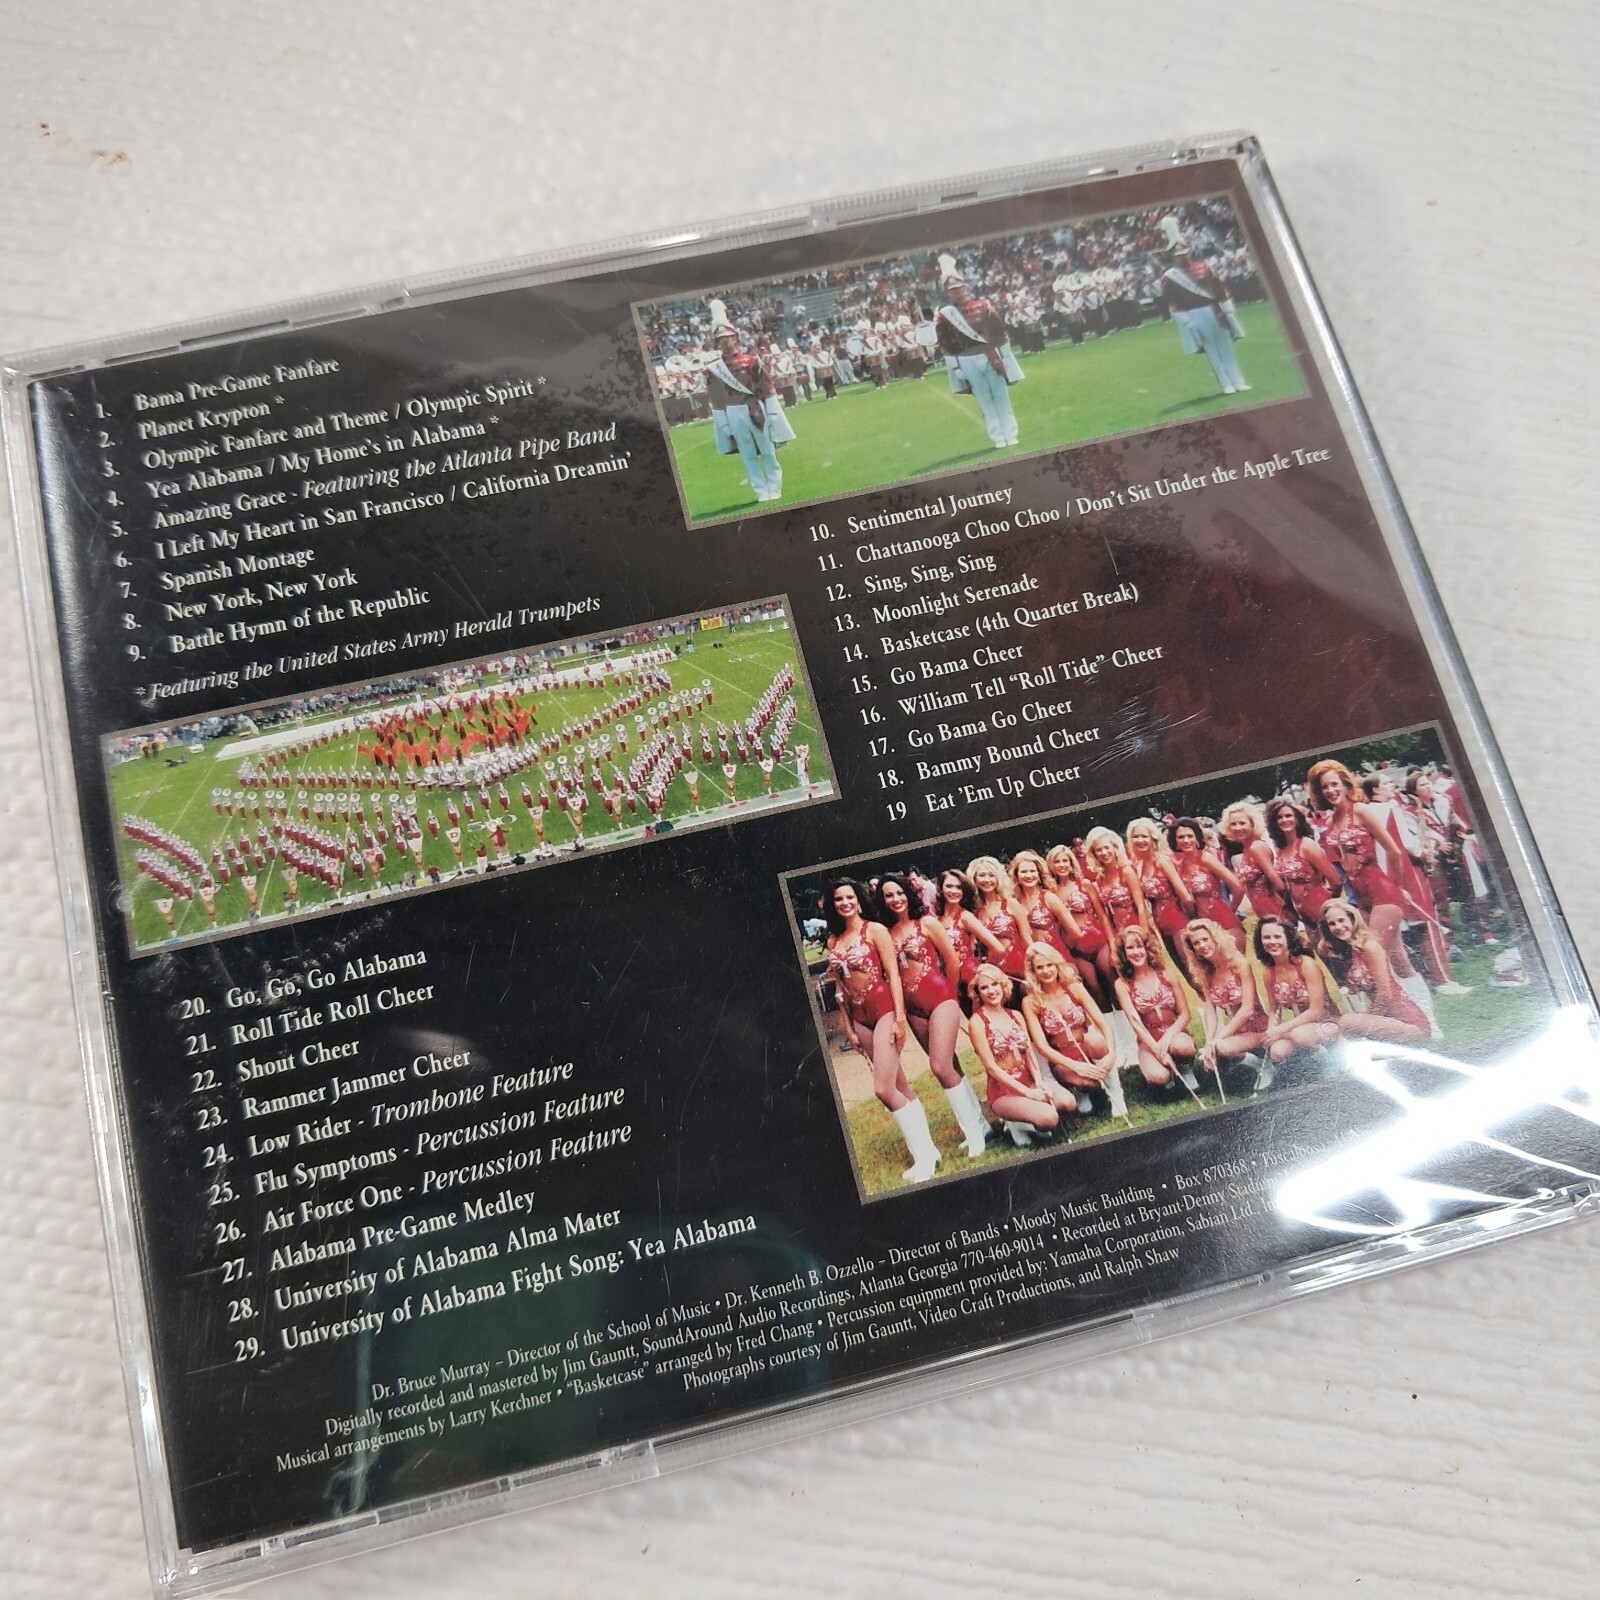 1. Bama Pre-Game Fanfare
2. Planet Krypton *
3. Olympic Fanfare and Theme / Olympic Spirit *
4. Yea Alabama / My Home's in Alabama *
5. Amazing Grace - Featuring the Atlanta Pipe Band
6. I Left My Heart in San Francisco / California Dreamin'
7. Spanish Montage
8. New York, New York
9. Battle Hymn of the Republic
* Featuring the United States Army Herald Trumpets
10. Sentimental Journey
11. Chattanooga Choo Choo / Don't Sit Under the Apple Tree
12. Sing, Sing, Sing
13. Moonlight Serenade
14. Basketcase (4th Quarter Break)
15. Go Bama Cheer
16. William Tell "Roll Tide" Cheer
17. Go Bama Go Cheer
18. Bammy Bound Cheer
19 Eat 'Em Up Cheer
20. Go, Go, Go Alabama
21. Roll Tide Roll Cheer
22. Shout Cheer
23. Rammer Jammer Cheer
24. Low Rider - Trombone Feature
25. Flu Symptoms - Percussion Feature
26. Air Force One - Percussion Feature
27. Alabama Pre-Game Medley
28. University of Alabama Alma Mater
29. University of Alabama Fight Song: Yea Alabama
Dr. Bruce Murray – Director of the School of Music • Dr. Kenneth B. Ozzello – Director of Bands • Moody Music Building • Box 870368 •
Digitally recorded and mastered by Jim Gauntt, SoundAround Audio Recordings, Atlanta Georgia 770-460-9014 • Recorded at Bryant-Denny Stadium
Musical arrangements by Larry Kerchner • "Basketcase" arranged by Fred Chang • Percussion equipment provided by: Yamaha Corporation, Sabian Ltd.,
Photographs courtesy of Jim Gauntt, Video Craft Productions, and Ralph Shaw